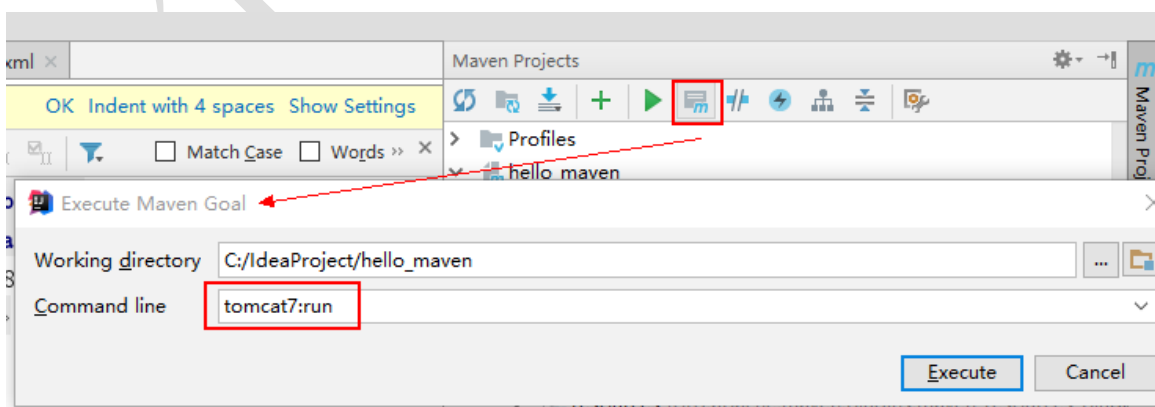 xml ×
Maven Projects
OK Indent with 4 spaces Show Settings
Match Case
Words »
Profiles
hello_maven
Maven Proj
Execute Maven Goal
Working directory C:/IdeaProject/hello_maven ...
Command line tomcat7:run
Execute Cancel